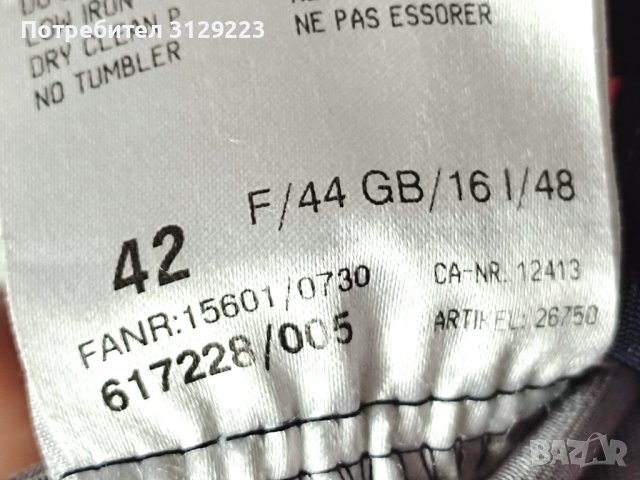 Потребител 3129223
LOW IRON
DRY CLEAN P
NO TUMBLER
NE PAS ESSORER
42 F/44 GB/16 I/48
FANR:15601/0730 CA-NR. 12413
617228/005 ARTIKEL: 26750
BAZAR